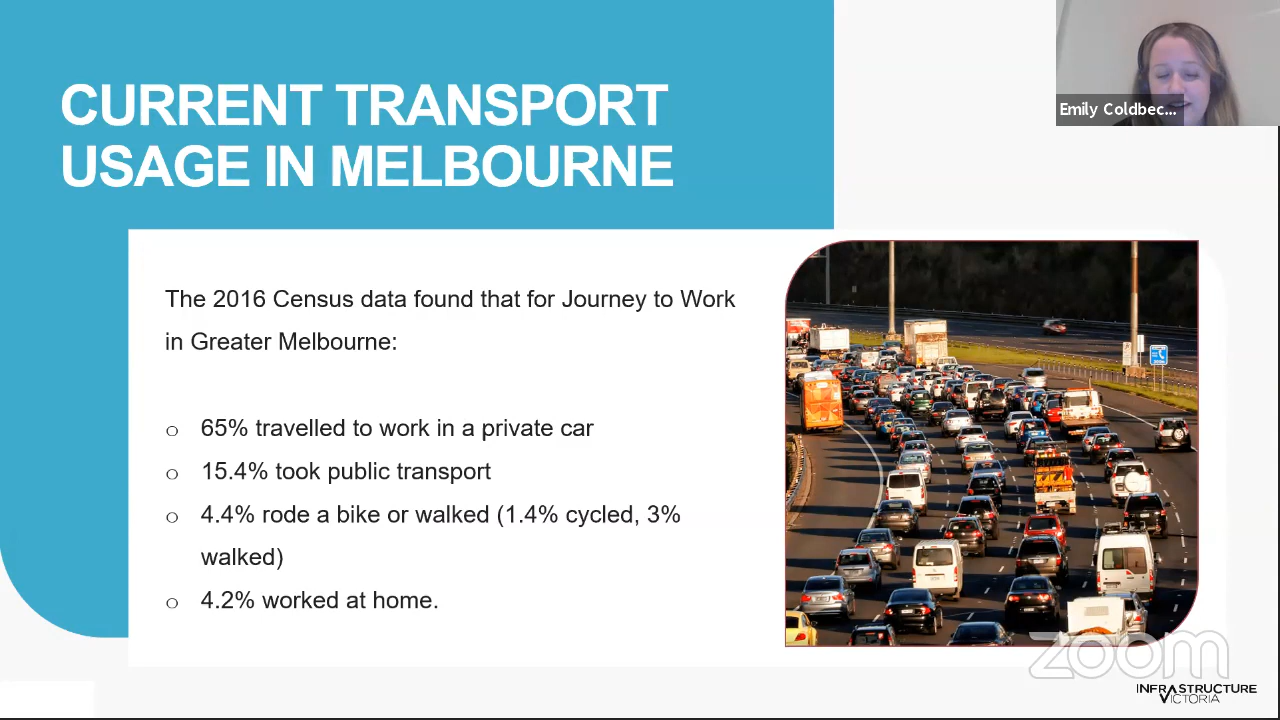 CURRENT TRANSPORT
USAGE IN MELBOURNE
Emily Coldbec...
The 2016 Census data found that for Journey to Work
in Greater Melbourne:
o 65% travelled to work in a private car
o 15.4% took public transport
o 4.4% rode a bike or walked (1.4% cycled, 3%
walked)
o 4.2% worked at home.
zoom
INFRASTRUCTURE
VICTORIA